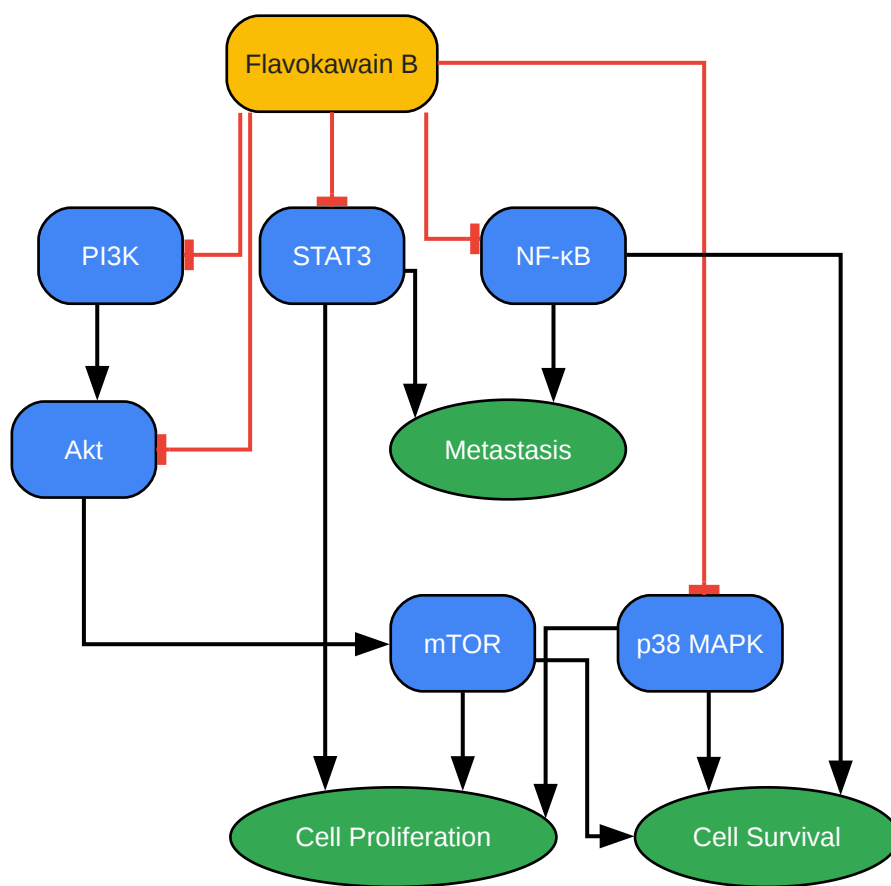 Flavokawain B
PI3K
STAT3
NF-κB
Akt
Metastasis
mTOR
p38 MAPK
Cell Proliferation
Cell Survival